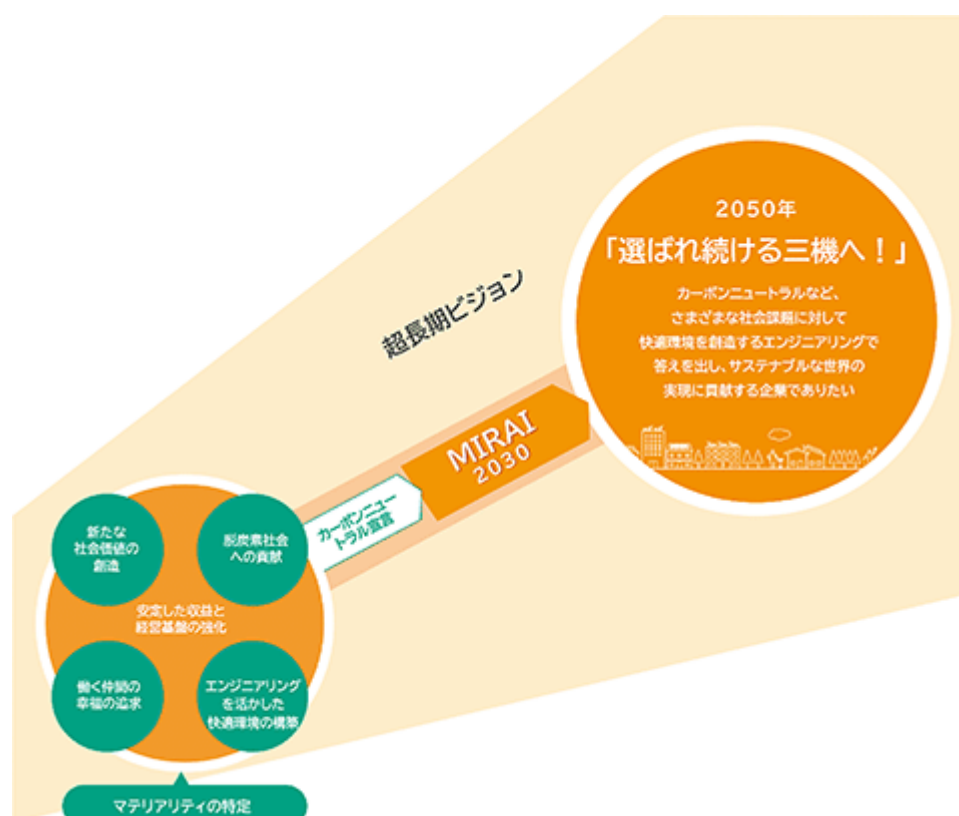 2050年
「選ばれ続ける三機へ！」
カーボンニュートラルなど、
さまざまな社会課題に対して
快適環境を創造するエンジニアリングで
答えを出し、サステナブルな世界の
実現に貢献する企業でありたい
超長期ビジョン
MIRAI
2030
カーボンニュー
トラル宣言
新たな
社会価値の
創造
脱炭素社会
への貢献
安定した収益と
経営基盤の強化
働く仲間の
幸福の追求
エンジニアリング
を活かした
快適環境の構築
マテリアリティの特定